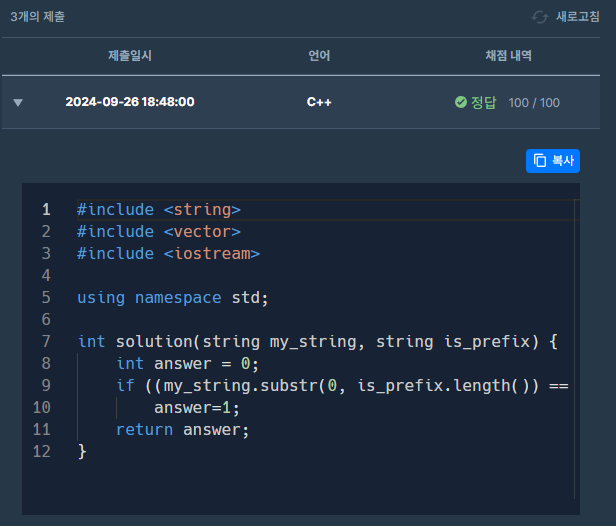 3개의 제출 새로고침
제출일시 언어 채점 내역
2024-09-26 18:48:00 C++ 정답 100 / 100
복사
1 #include <string>
2 #include <vector>
3 #include <iostream>
4
5 using namespace std;
6
7 int solution(string my_string, string is_prefix) {
8     int answer = 0;
9     if ((my_string.substr(0, is_prefix.length()) ==
10         answer=1;
11     return answer;
12 }